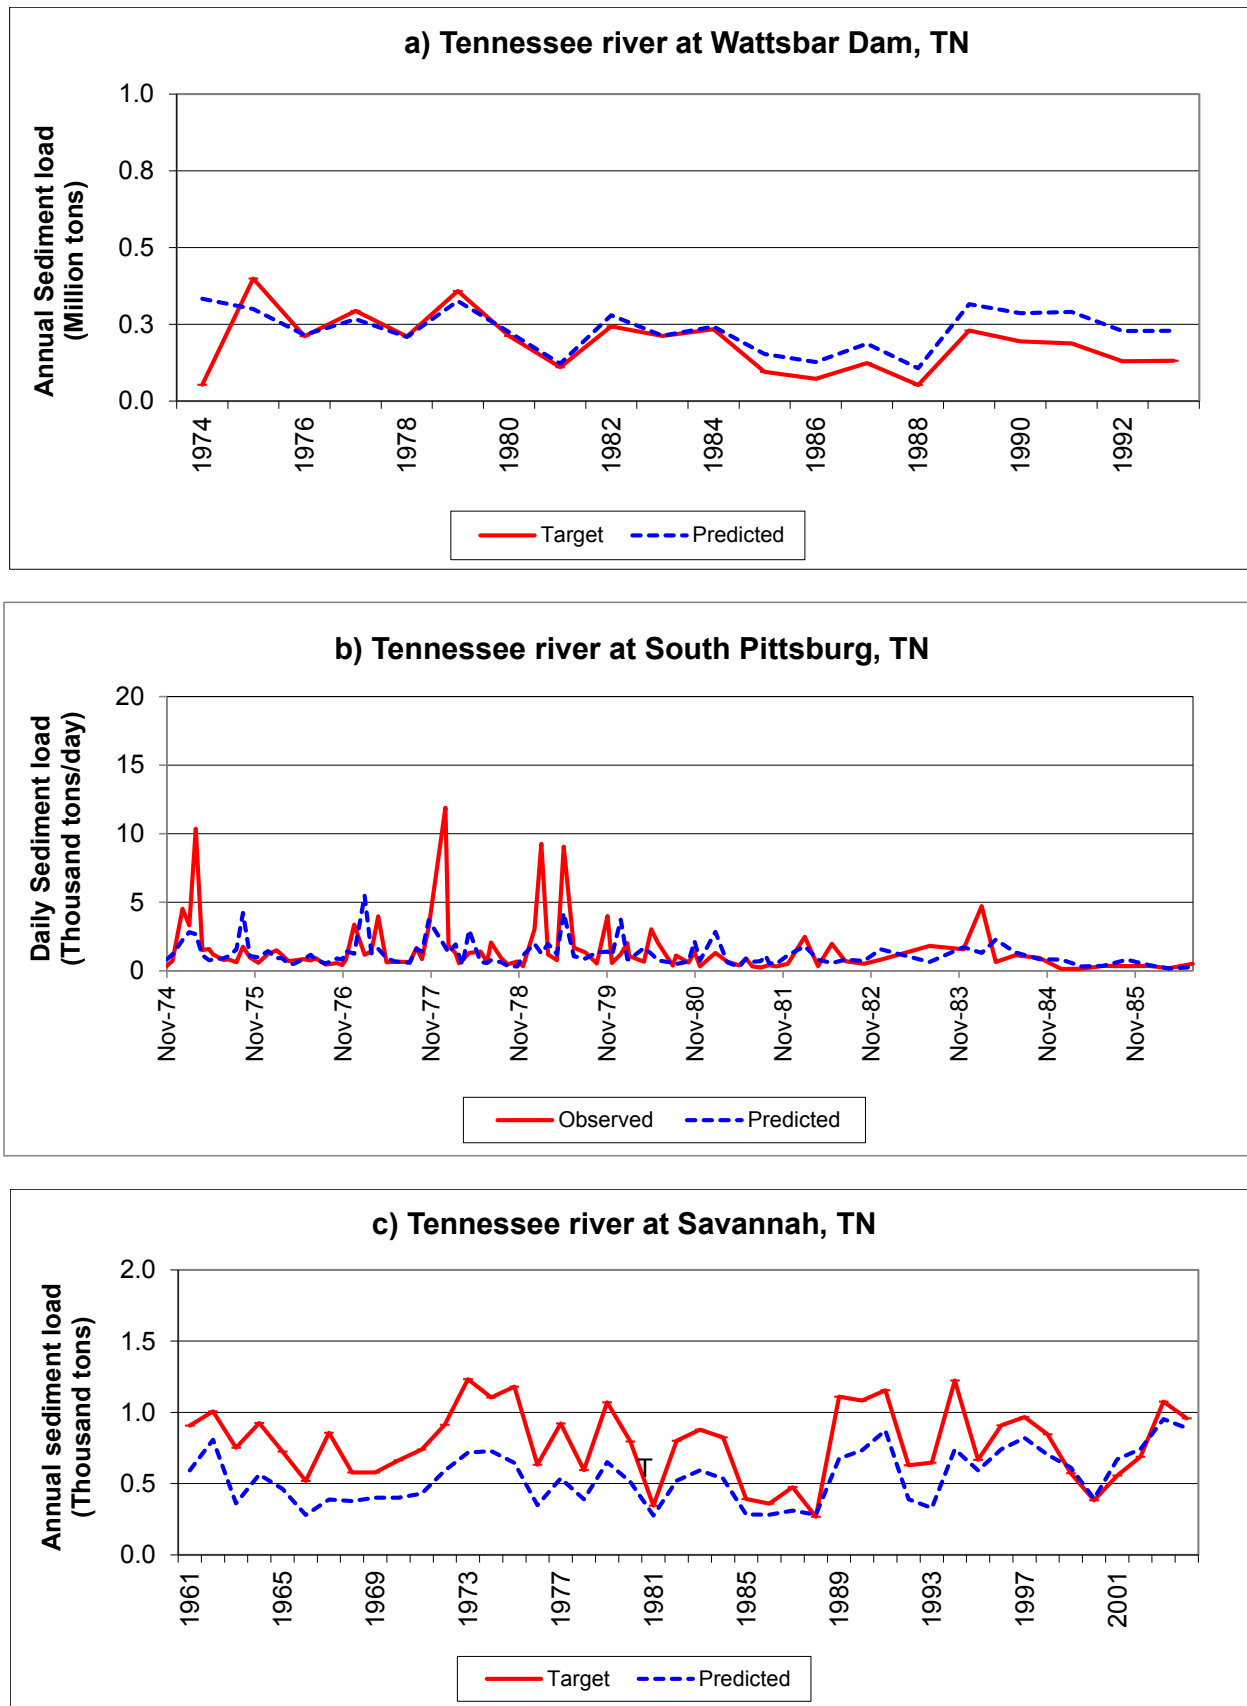 a) Tennessee river at Wattsbar Dam, TN
Annual Sediment load
(Million tons)
1.0
0.8
0.5
0.3
0.0
1974
1976
1978
1980
1982
1984
1986
1988
1990
1992
Target
Predicted
b) Tennessee river at South Pittsburg, TN
Daily Sediment load
(Thousand tons/day)
20
15
10
5
0
Nov-74
Nov-75
Nov-76
Nov-77
Nov-78
Nov-79
Nov-80
Nov-81
Nov-82
Nov-83
Nov-84
Nov-85
Observed
Predicted
c) Tennessee river at Savannah, TN
Annual sediment load
(Thousand tons)
2.0
1.5
1.0
0.5
0.0
T
1961
1965
1969
1973
1977
1981
1985
1989
1993
1997
2001
Target
Predicted